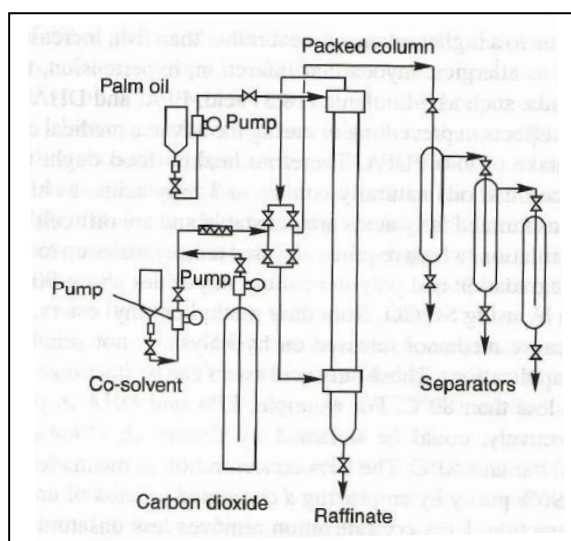 Packed column
Palm oil
Pump
Pump
Pump
Co-solvent
Separators
Carbon dioxide
Raffinate